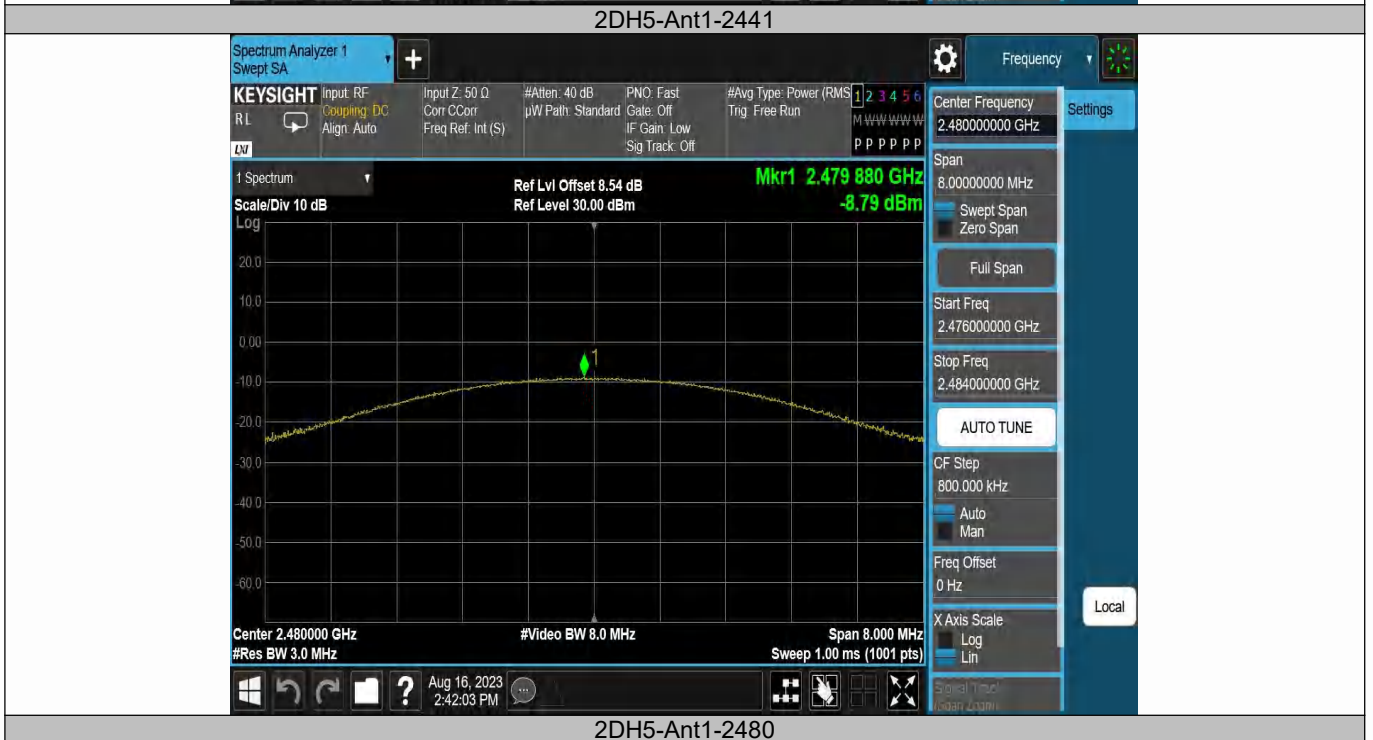 2DH5-Ant1-2441
Spectrum Analyzer 1
Swept SA
+
Frequency
KEYSIGHT
RL
LXI
Input: RF
Coupling: DC
Align: Auto
Input Z: 50 Ω
Corr CCorr
Freq Ref: Int (S)
#Atten: 40 dB
µW Path: Standard
PNO: Fast
Gate: Off
IF Gain: Low
Sig Track: Off
#Avg Type: Power (RMS
Trig: Free Run
1 2 3 4 5 6
M W W W W W
P P P P P P
1 Spectrum
Scale/Div 10 dB
Log
Ref Lvl Offset 8.54 dB
Ref Level 30.00 dBm
Mkr1 2.479 880 GHz
-8.79 dBm
20.0
10.0
0.00
-10.0
-20.0
-30.0
-40.0
-50.0
-60.0
1
Center 2.480000 GHz
#Res BW 3.0 MHz
#Video BW 8.0 MHz
Span 8.000 MHz
Sweep 1.00 ms (1001 pts)
Center Frequency
2.480000000 GHz
Settings
Span
8.00000000 MHz
Swept Span
Zero Span
Full Span
Start Freq
2.476000000 GHz
Stop Freq
2.484000000 GHz
AUTO TUNE
CF Step
800.000 kHz
Auto
Man
Freq Offset
0 Hz
X Axis Scale
Log
Lin
Local
Signal Track
(Span Zoom)
?
Aug 16, 2023
2:42:03 PM
2DH5-Ant1-2480